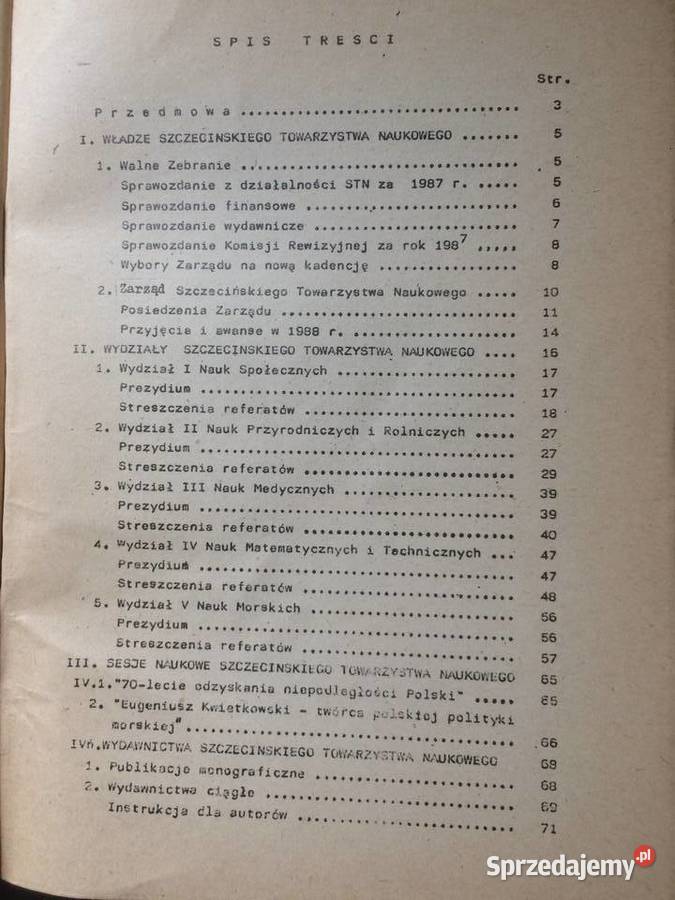 SPIS TRESCI
Str.
Przedmowa .................................... 3
I. WŁADZE SZCZECINSKIEGO TOWARZYSTWA NAUKOWEGO ....... 5
1. Walne Zebranie .................................... 5
Sprawozdanie z działalności STN za 1987 r. ..... 5
Sprawozdanie finansowe ........................... 6
Sprawozdanie wydawnicze .......................... 7
Sprawozdanie Komisji Rewizyjnej za rok 1987 ..... 8
Wybory Zarządu na nową kadencję ................. 8
2. Zarząd Szczecińskiego Towarzystwa Naukowego ..... 10
Posiedzenia Zarządu .............................. 11
Przyjęcia i awanse w 1988 r. ..................... 14
II. WYDZIAŁY SZCZECINSKIEGO TOWARZYSTWA NAUKOWEGO .... 16
1. Wydział I Nauk Społecznych ....................... 17
Prezydium ........................................ 17
Streszczenia referatów ........................... 18
2. Wydział II Nauk Przyrodniczych i Rolniczych ..... 27
Prezydium ........................................ 27
Streszczenia referatów ........................... 29
3. Wydział III Nauk Medycznych ...................... 39
Prezydium ........................................ 39
Streszczenia referatów ........................... 40
4. Wydział IV Nauk Matematycznych i Technicznych ... 47
Prezydium ........................................ 47
Streszczenia referatów ........................... 48
5. Wydział V Nauk Morskich .......................... 56
Prezydium ........................................ 56
Streszczenia referatów ........................... 57
III. SESJE NAUKOWE SZCZECINSKIEGO TOWARZYSTWA NAUKOWEGO 65
IV.1."70-lecie odzyskania niepodległości Polski" ..... 65
2. "Eugeniusz Kwiatkowski - twórca polskiej polityki
morskiej" ........................................ 66
IVn.WYDAWNICTWA SZCZECINSKIEGO TOWARZYSTWA NAUKOWEGO 69
1. Publikacje monograficzne ......................... 68
2. Wydawnictwa ciągłe ............................... 69
Instrukcja dla autorów ........................... 71
Sprzedajemy.pl